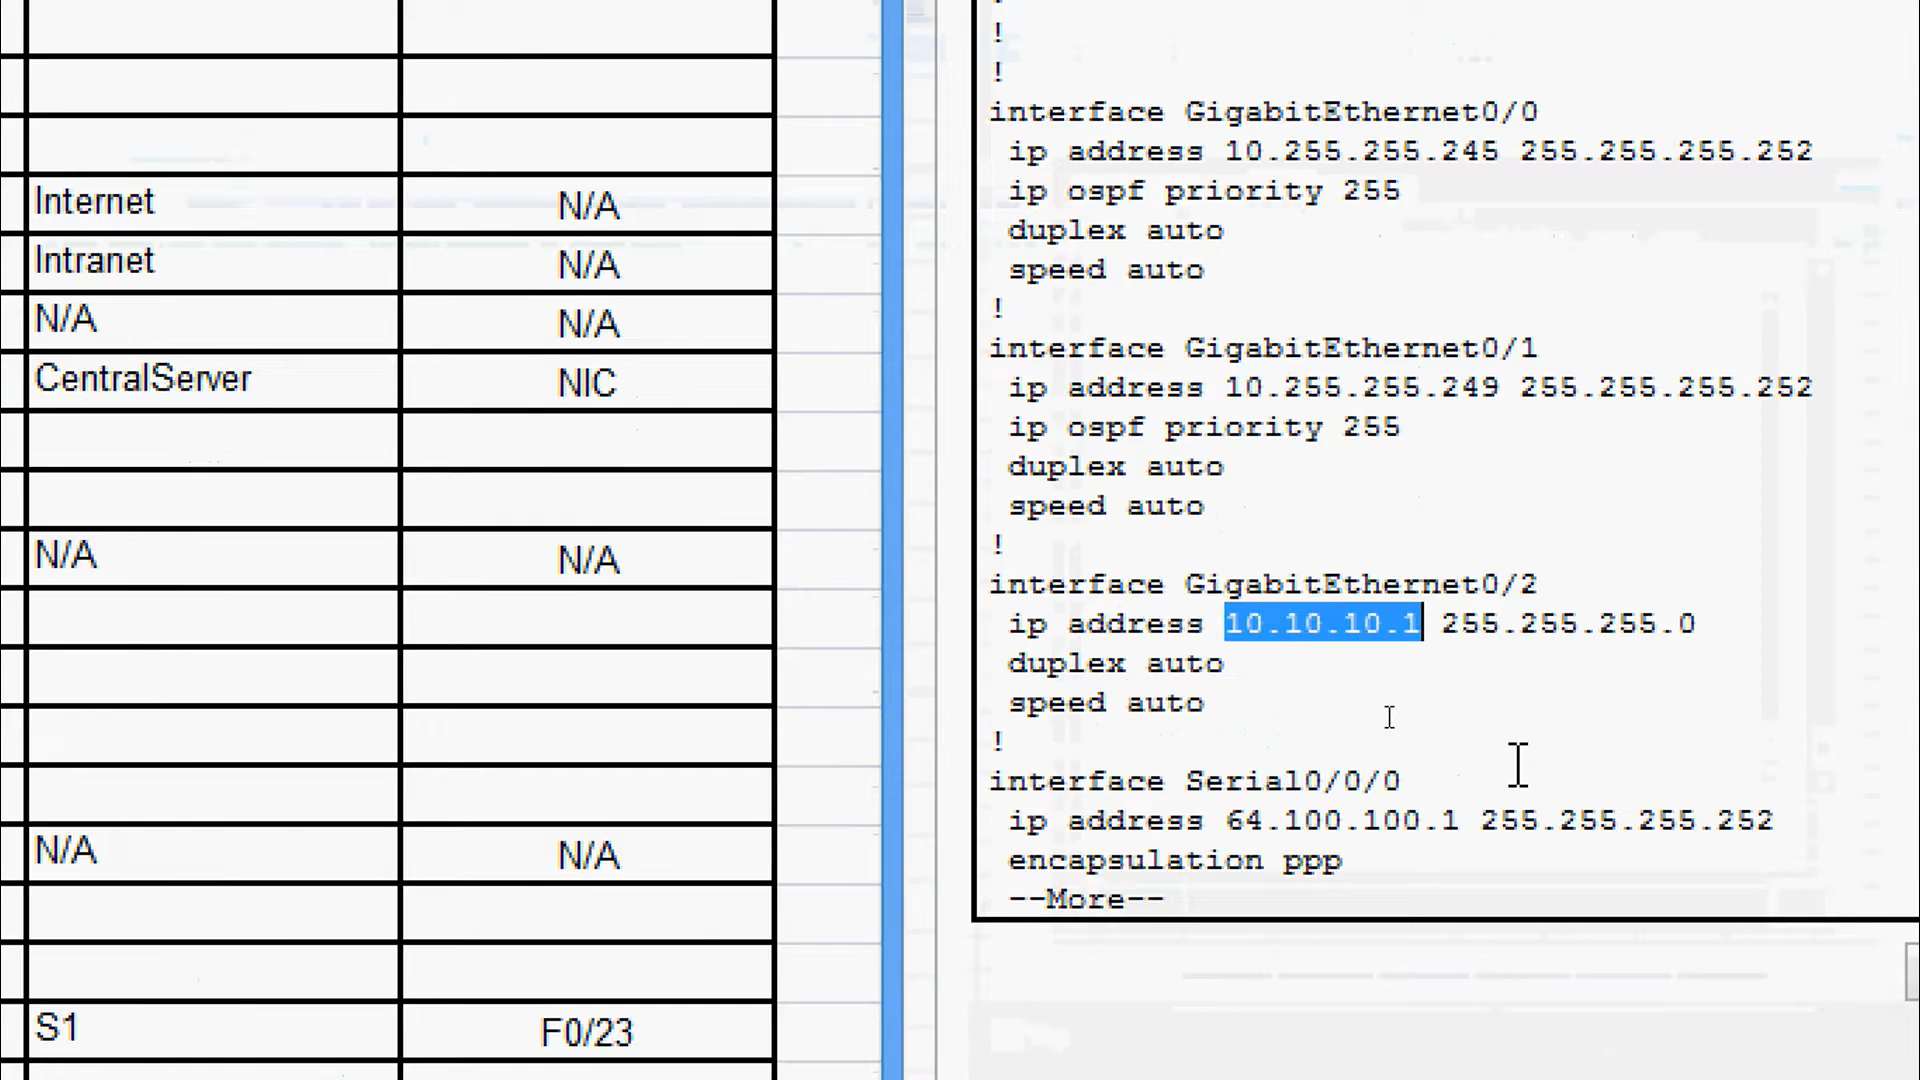 Internet N/A
Intranet N/A
N/A N/A
CentralServer NIC
N/A N/A
N/A N/A
S1 F0/23
!
!
!
interface GigabitEthernet0/0
ip address 10.255.255.245 255.255.255.252
ip ospf priority 255
duplex auto
speed auto
!
interface GigabitEthernet0/1
ip address 10.255.255.249 255.255.255.252
ip ospf priority 255
duplex auto
speed auto
!
interface GigabitEthernet0/2
ip address 10.10.10.1 255.255.255.0
duplex auto
speed auto
!
interface Serial0/0/0
ip address 64.100.100.1 255.255.255.252
encapsulation ppp
--More--